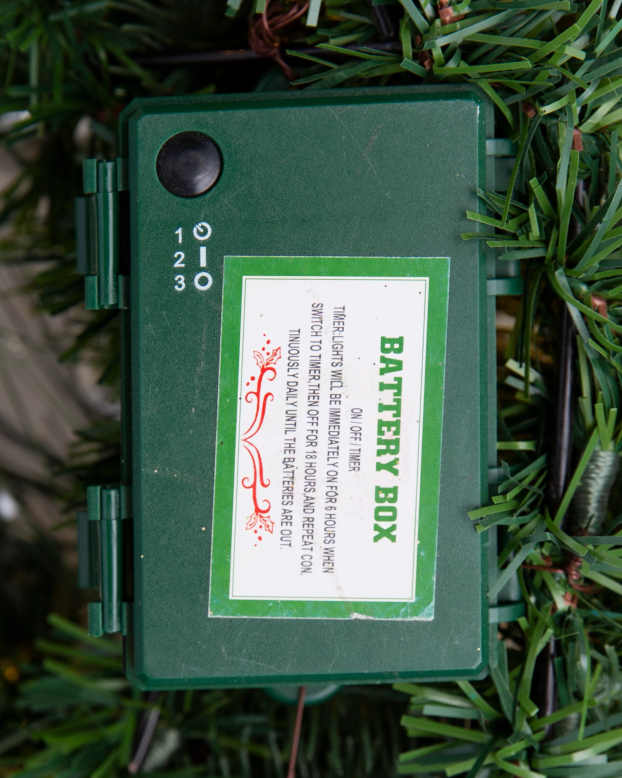 1
2
3
BATTERY BOX
ON / OFF / TIMER
TIMER:LIGHTS WILL BE IMMEDIATELY ON FOR 6 HOURS WHEN
SWITCH TO TIMER,THEN OFF FOR 18 HOURS,AND REPEAT CON.
TINUOUSLY DAILY UNTIL THE BATTERIES ARE OUT.